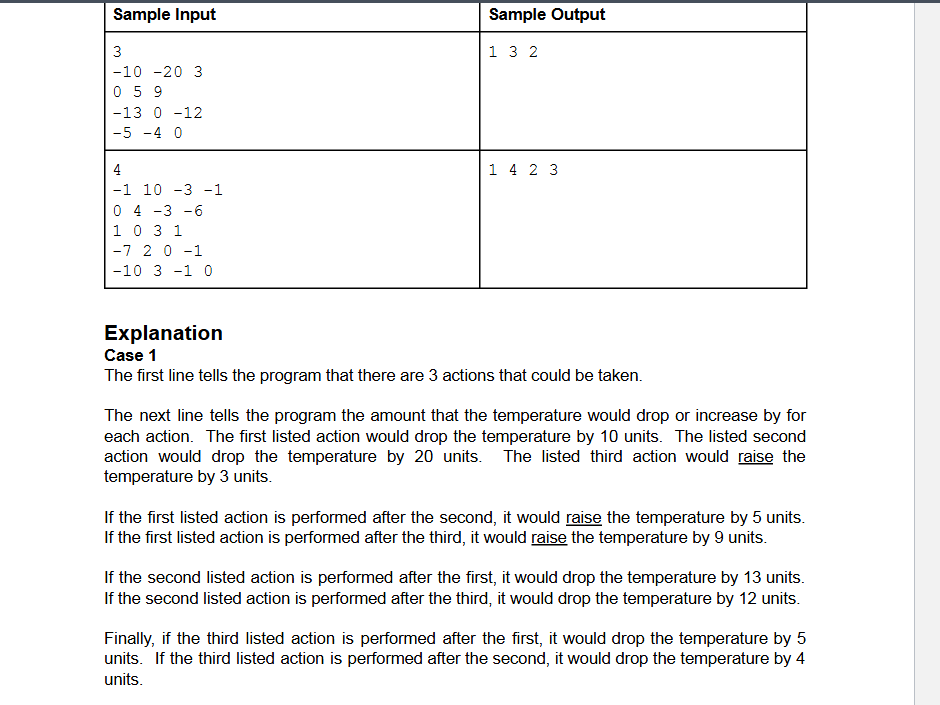 Sample Input
Sample Output
3
-10 -20 3
0 5 9
-13 0 -12
-5 -4 0
1 3 2
4
-1 10 -3 -1
0 4 -3 -6
1 0 3 1
-7 2 0 -1
-10 3 -1 0
1 4 2 3
Explanation
Case 1
The first line tells the program that there are 3 actions that could be taken.
The next line tells the program the amount that the temperature would drop or increase by for
each action. The first listed action would drop the temperature by 10 units. The listed second
action would drop the temperature by 20 units. The listed third action would raise the
temperature by 3 units.
If the first listed action is performed after the second, it would raise the temperature by 5 units.
If the first listed action is performed after the third, it would raise the temperature by 9 units.
If the second listed action is performed after the first, it would drop the temperature by 13 units.
If the second listed action is performed after the third, it would drop the temperature by 12 units.
Finally, if the third listed action is performed after the first, it would drop the temperature by 5
units. If the third listed action is performed after the second, it would drop the temperature by 4
units.